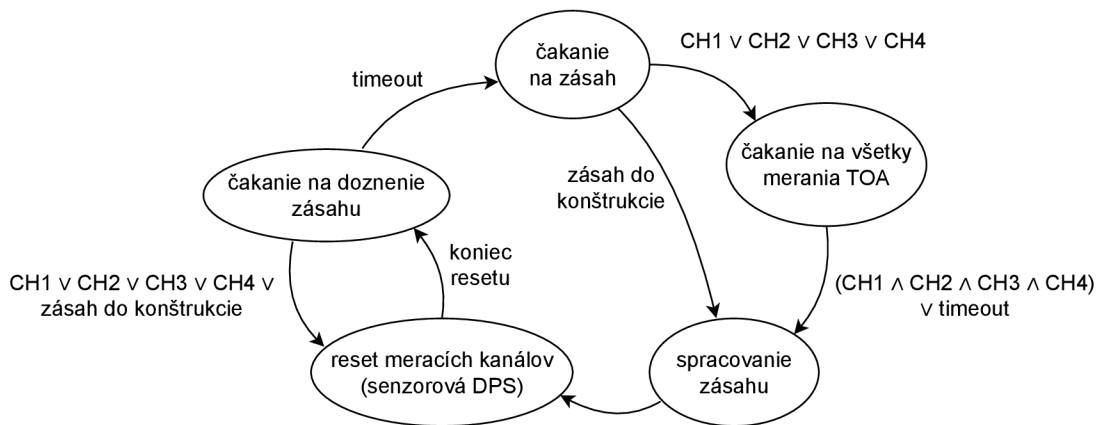 čakanie
na zásah
CH1 ∨ CH2 ∨ CH3 ∨ CH4
timeout
čakanie na všetky
merania TOA
čakanie na doznenie
zásahu
zásah do
konštrukcie
koniec
resetu
CH1 ∨ CH2 ∨ CH3 ∨ CH4 ∨
zásah do konštrukcie
(CH1 ∧ CH2 ∧ CH3 ∧ CH4)
∨ timeout
reset meracích kanálov
(senzorová DPS)
spracovanie
zásahu